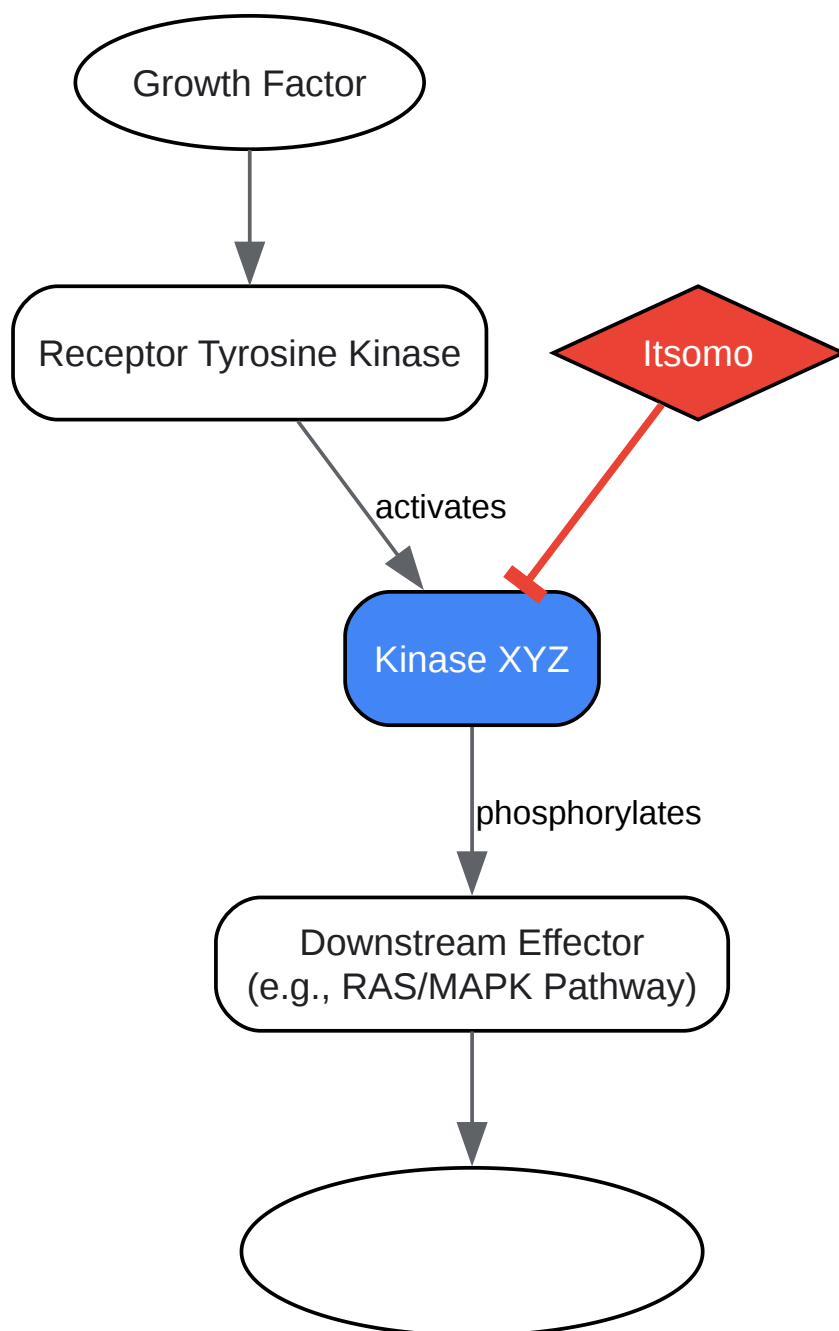 Growth Factor
Receptor Tyrosine Kinase
Itsomo
activates
Kinase XYZ
phosphorylates
Downstream Effector
(e.g., RAS/MAPK Pathway)